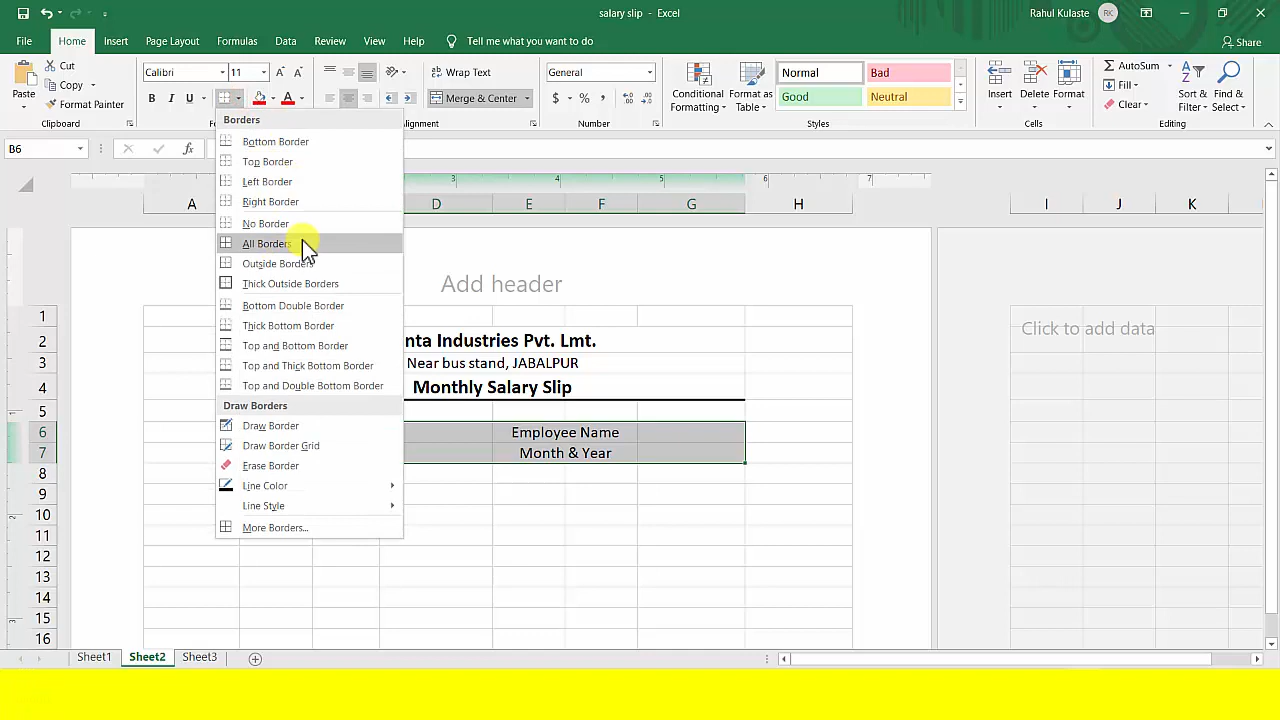 salary slip - Excel
Rahul Kulaste RK
File Home Insert Page Layout Formulas Data Review View Help Tell me what you want to do Share
Paste
Cut
Copy
Format Painter
Clipboard
Calibri 11
B I U
Wrap Text
Merge & Center
Alignment
General
$ % ,
Number
Conditional Formatting
Format as Table
Normal Bad
Good Neutral
Styles
Insert Delete Format
Cells
AutoSum
Fill
Clear
Sort & Filter
Find & Select
Editing
B6 fx
3 4 5 6 7
A D E F G H I J K
Borders
Bottom Border
Top Border
Left Border
Right Border
No Border
All Borders
Outside Borders
Thick Outside Borders
Bottom Double Border
Thick Bottom Border
Top and Bottom Border
Top and Thick Bottom Border
Top and Double Bottom Border
Draw Borders
Draw Border
Draw Border Grid
Erase Border
Line Color
Line Style
More Borders...
Add header
1
2 nta Industries Pvt. Lmt.
3 Near bus stand, JABALPUR
4 Monthly Salary Slip
5
6 Employee Name
7 Month & Year
8
9
10
11
12
13
14
15
16
Click to add data
Sheet1 Sheet2 Sheet3